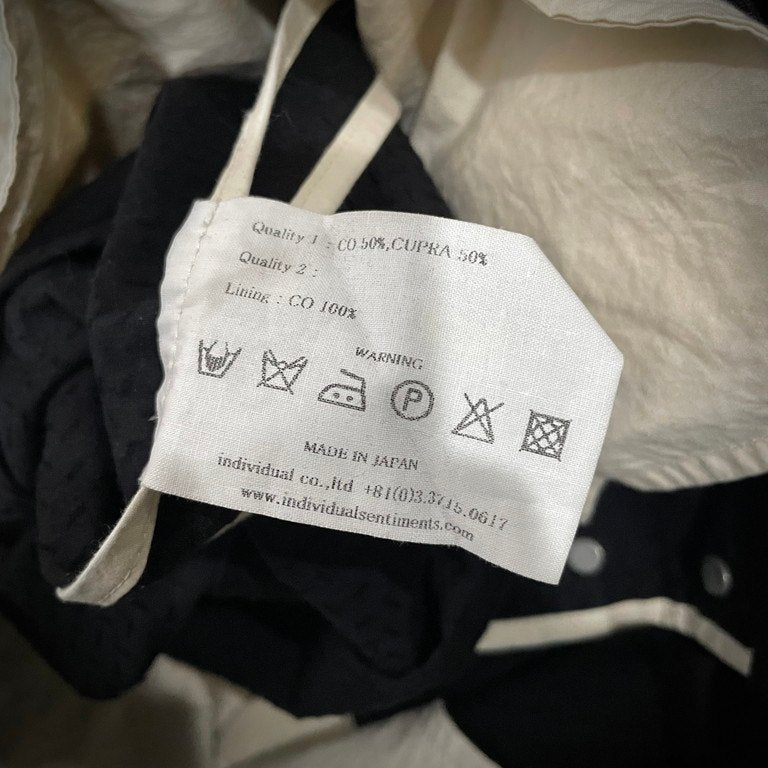 Quality 1 : CO 50%,CUPRA 50%
Quality 2 :
Lining : CO 100%
WARNING
P
MADE IN JAPAN
individual co.,ltd +81(0)3.3715.0617
www.individualsentiments.com